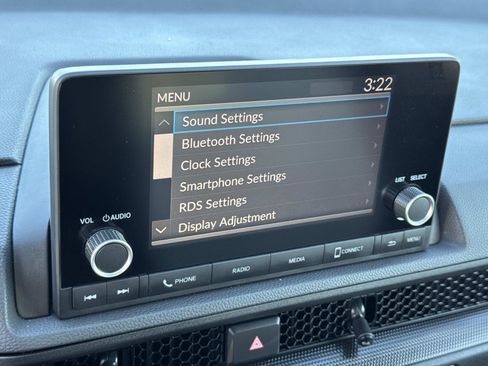 MENU 3:22
Sound Settings
Bluetooth Settings
Clock Settings
Smartphone Settings
RDS Settings
Display Adjustment
VOL AUDIO
LIST SELECT
PHONE RADIO MEDIA CONNECT MENU